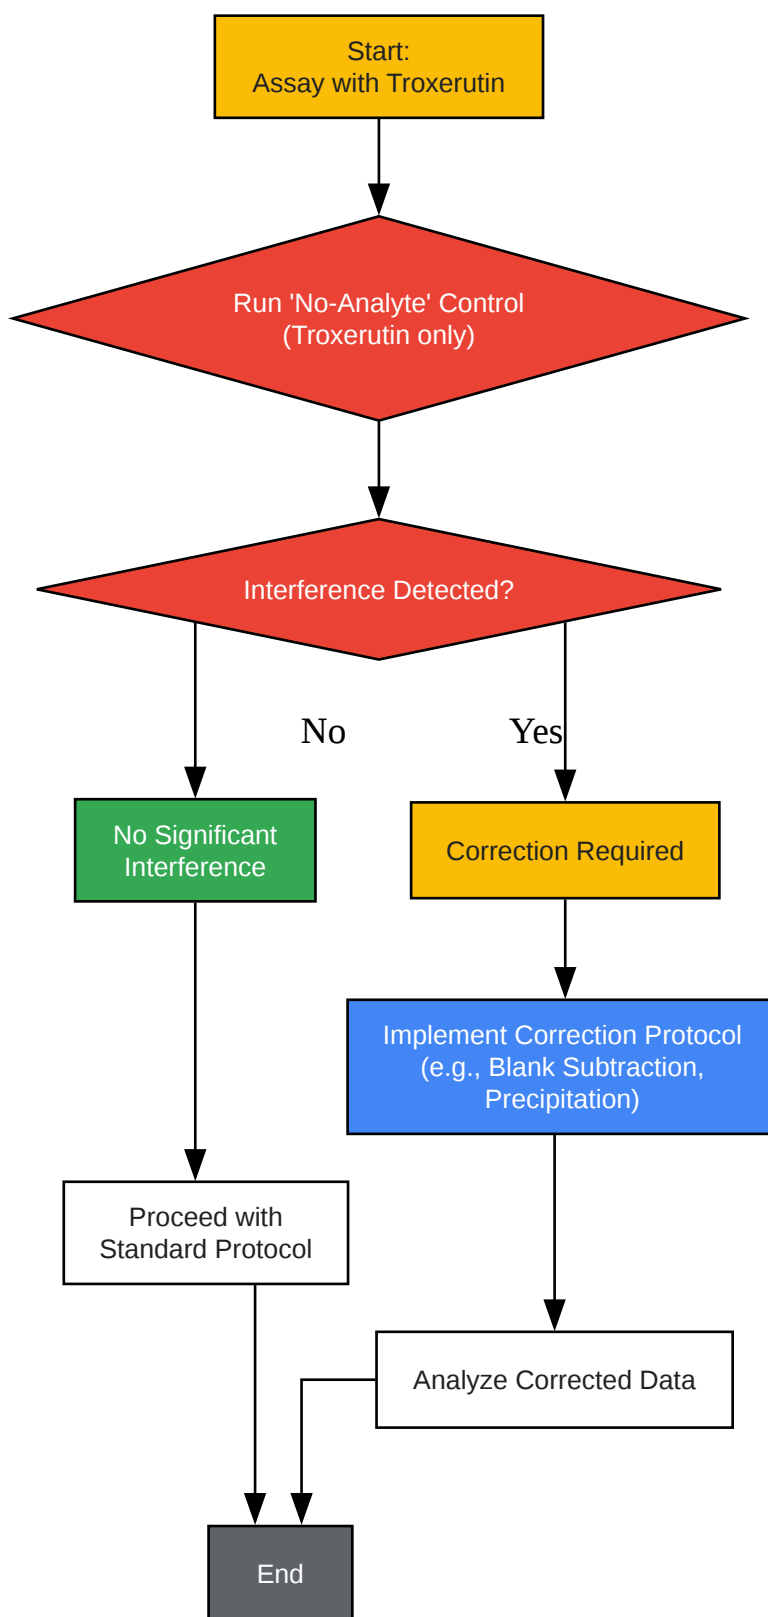 Start:
Assay with Troxerutin
Run 'No-Analyte' Control
(Troxerutin only)
Interference Detected?
No
Yes
No Significant
Interference
Correction Required
Implement Correction Protocol
(e.g., Blank Subtraction,
Precipitation)
Proceed with
Standard Protocol
Analyze Corrected Data
End